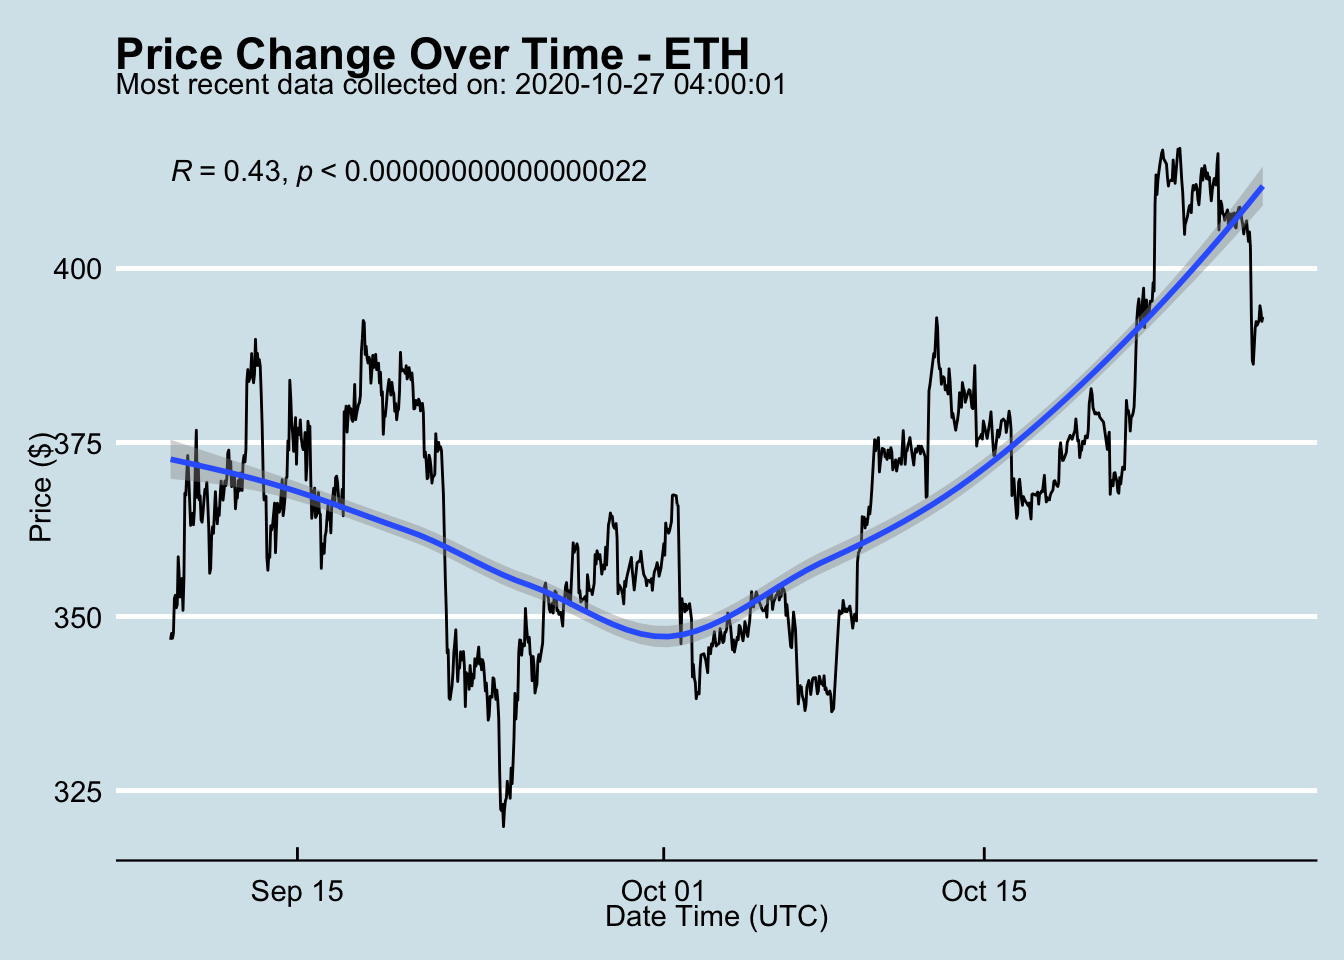 Price Change Over Time - ETH
Most recent data collected on: 2020-10-27 04:00:01
R = 0.43, p < 0.00000000000000022
400
375
350
325
Price ($)
Sep 15
Oct 01
Oct 15
Date Time (UTC)